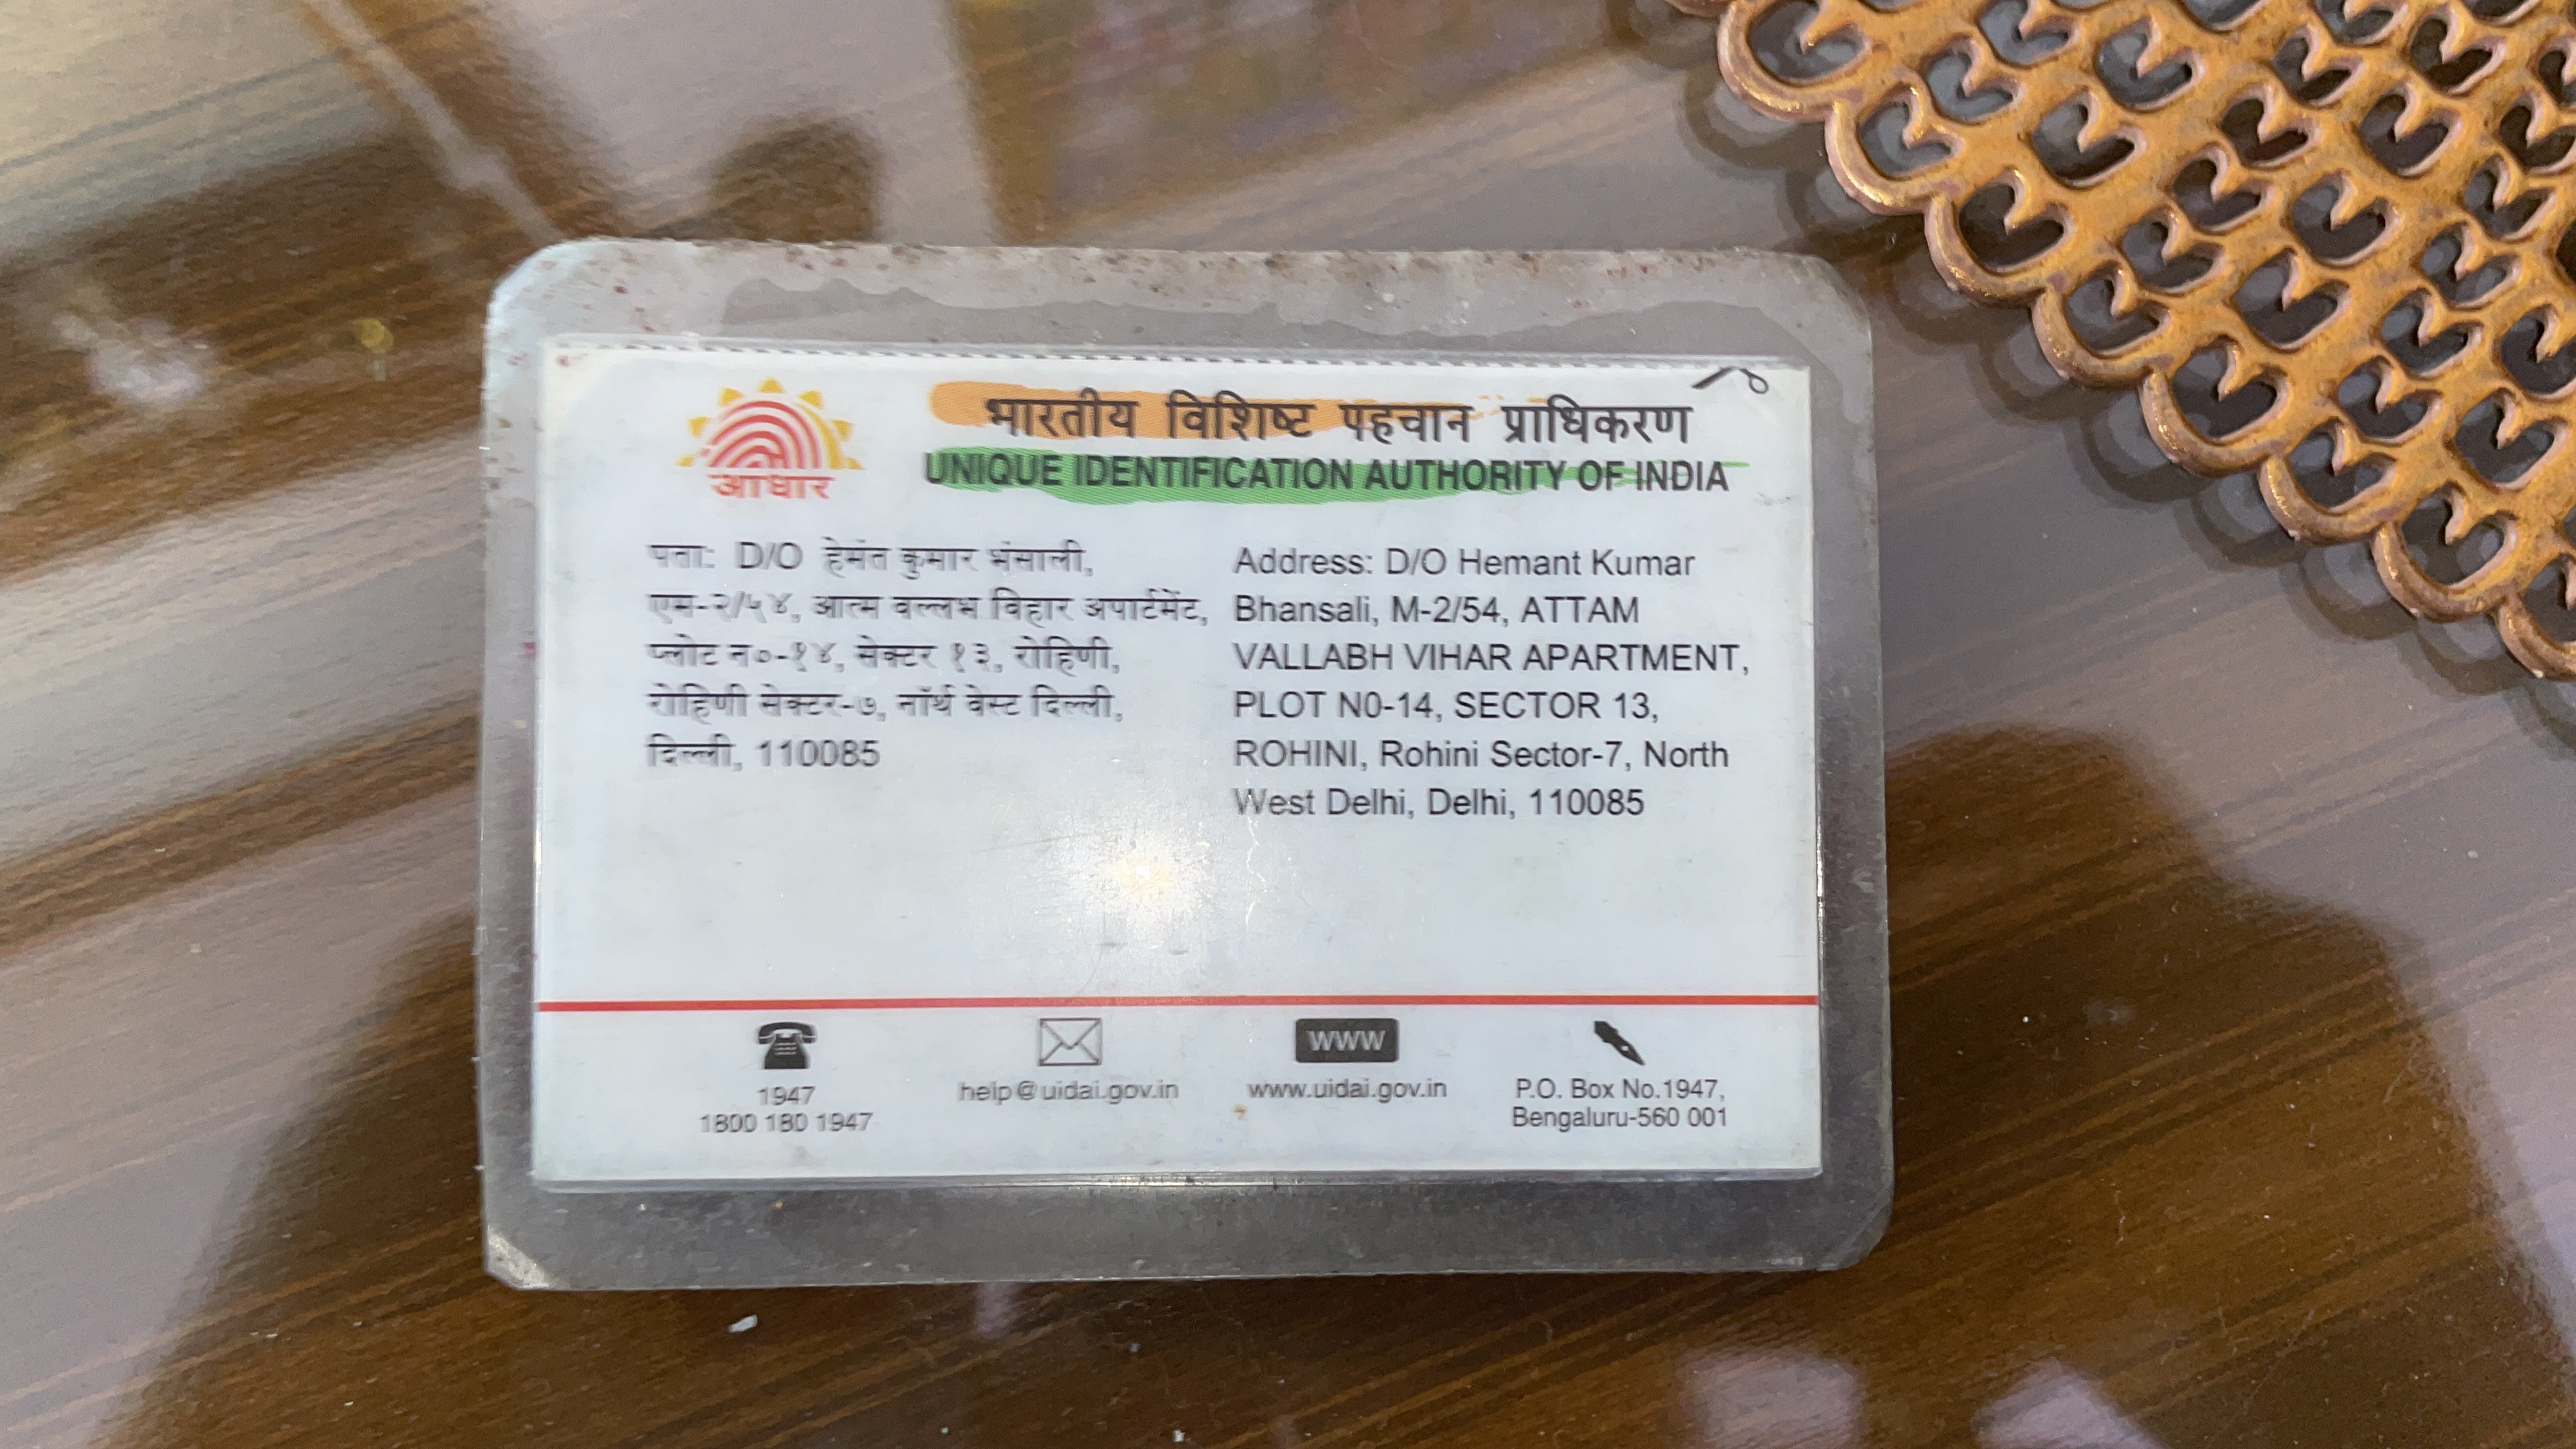 भारतीय विशिष्ट पहचान प्राधिकरण
आधार
UNIQUE IDENTIFICATION AUTHORITY OF INDIA
पता: D/O हेमंत कुमार भंसाली,
एम-२/५४, आत्म वल्लभ विहार अपार्टमेंट,
प्लोट न०-१४, सेक्टर १३, रोहिणी,
रोहिणी सेक्टर-७, नॉर्थ वेस्ट दिल्ली,
दिल्ली, 110085
Address: D/O Hemant Kumar
Bhansali, M-2/54, ATTAM
VALLABH VIHAR APARTMENT,
PLOT N0-14, SECTOR 13,
ROHINI, Rohini Sector-7, North
West Delhi, Delhi, 110085
1947
1800 180 1947
help@uidai.gov.in
WWW
www.uidai.gov.in
P.O. Box No.1947,
Bengaluru-560 001